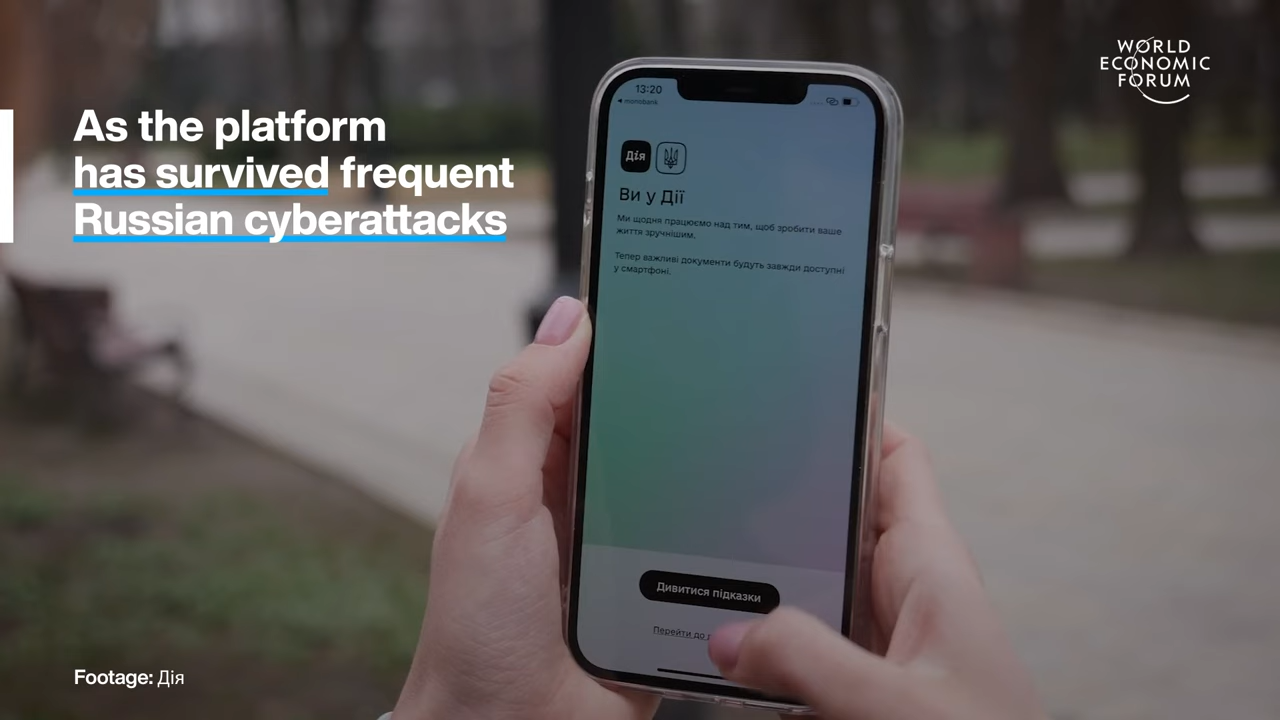 As the platform
has survived frequent
Russian cyberattacks
WORLD
ECONOMIC
FORUM
13:20
monobank
Дія
Ви у Дії
Ми щодня працюємо над тим, щоб зробити ваше
життя зручнішим.
Тепер важливі документи будуть завжди доступні
у смартфоні.
Дивитися підказки
Перейти до
Footage: Дія